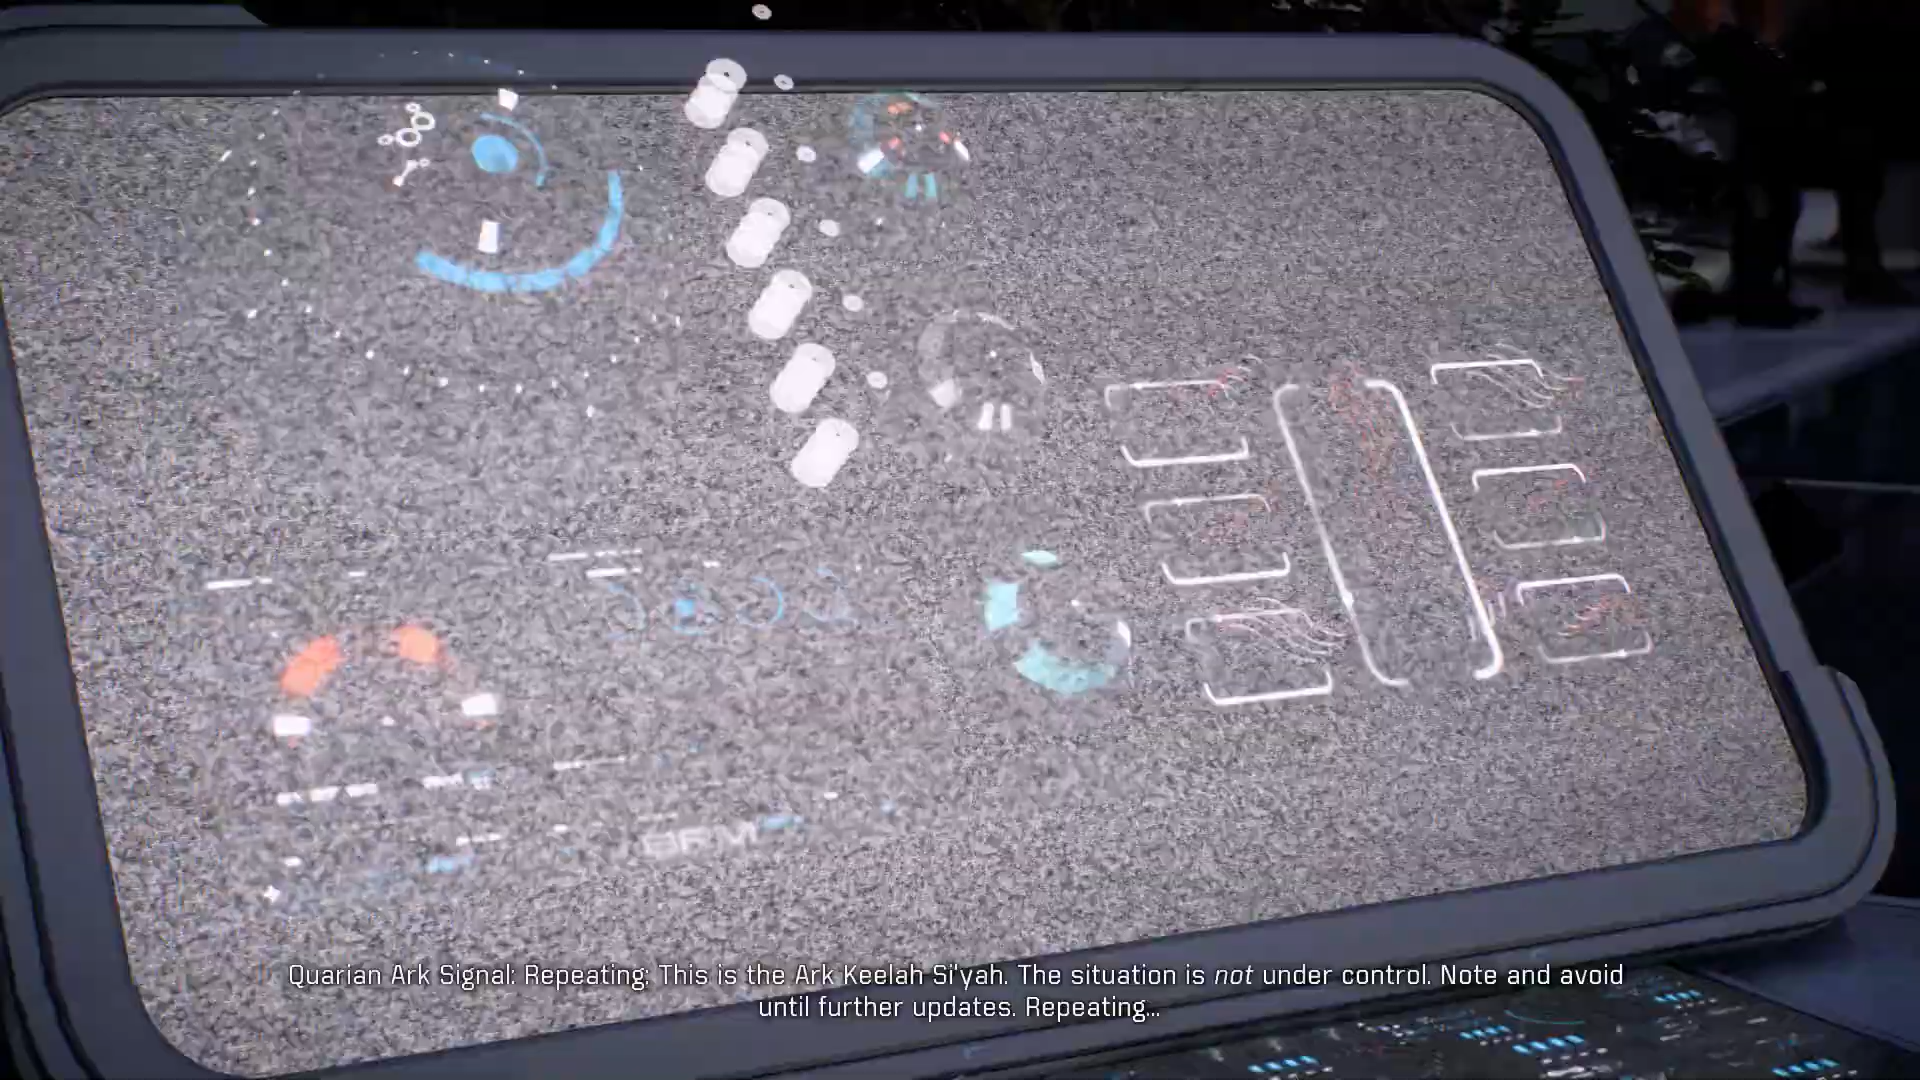 Quarian Ark Signal: Repeating: This is the Ark Keelah Si'yah. The situation is not under control. Note and avoid
until further updates. Repeating...